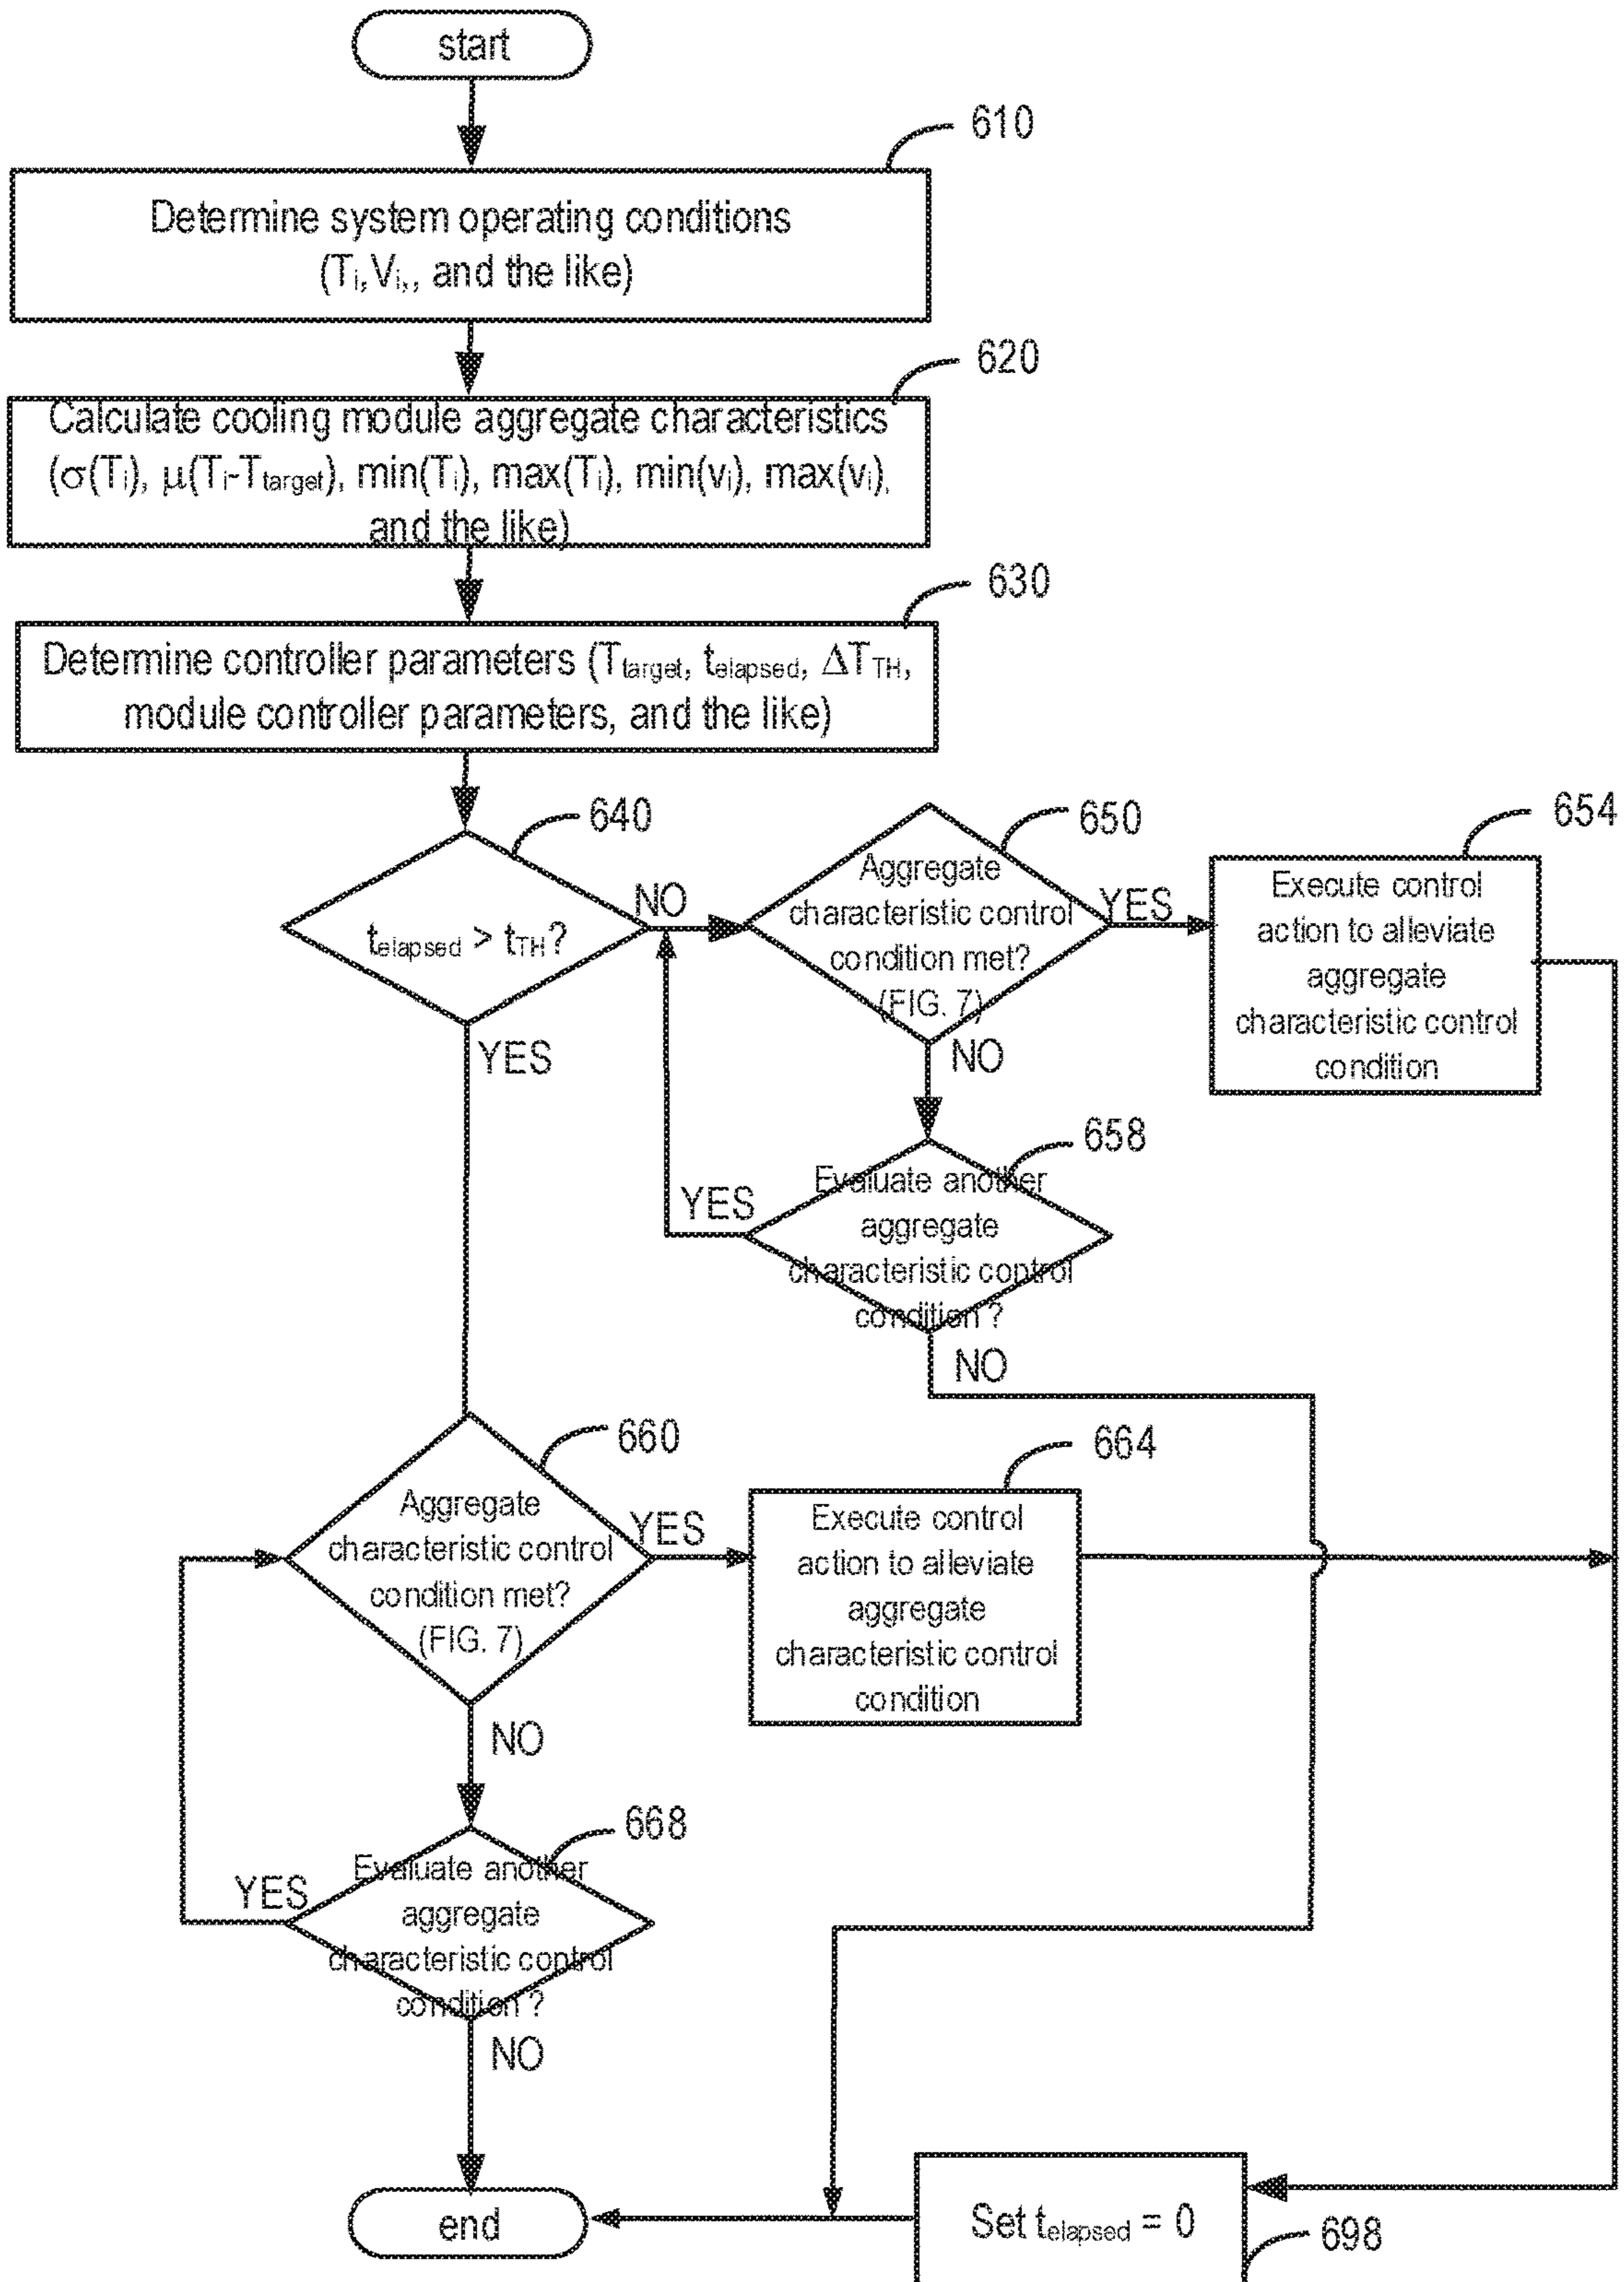 start
610
Determine system operating conditions
(Ti, Vi,, and the like)
620
Calculate cooling module aggregate characteristics
(σ(Ti), μ(Ti-Ttarget), min(Ti), max(Ti), min(vi), max(vi),
and the like)
630
Determine controller parameters (Ttarget, telapsed, ΔTTH,
module controller parameters, and the like)
640
telapsed > tTH?
NO
YES
650
Aggregate
characteristic control
condition met?
(FIG. 7)
YES
NO
654
Execute control
action to alleviate
aggregate
characteristic control
condition
658
Evaluate another
aggregate
characteristic control
condition ?
YES
NO
660
Aggregate
characteristic control
condition met?
(FIG. 7)
YES
NO
664
Execute control
action to alleviate
aggregate
characteristic control
condition
668
Evaluate another
aggregate
characteristic control
condition ?
YES
NO
end
Set telapsed = 0
698